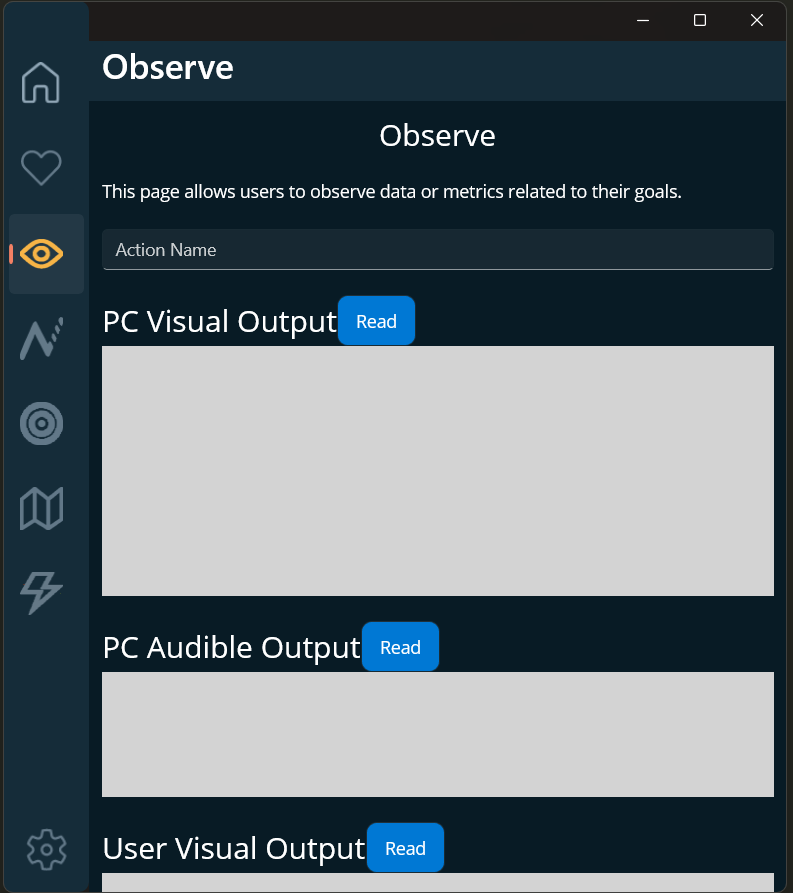 Observe
Observe
This page allows users to observe data or metrics related to their goals.
Action Name
PC Visual Output Read
PC Audible Output Read
User Visual Output Read